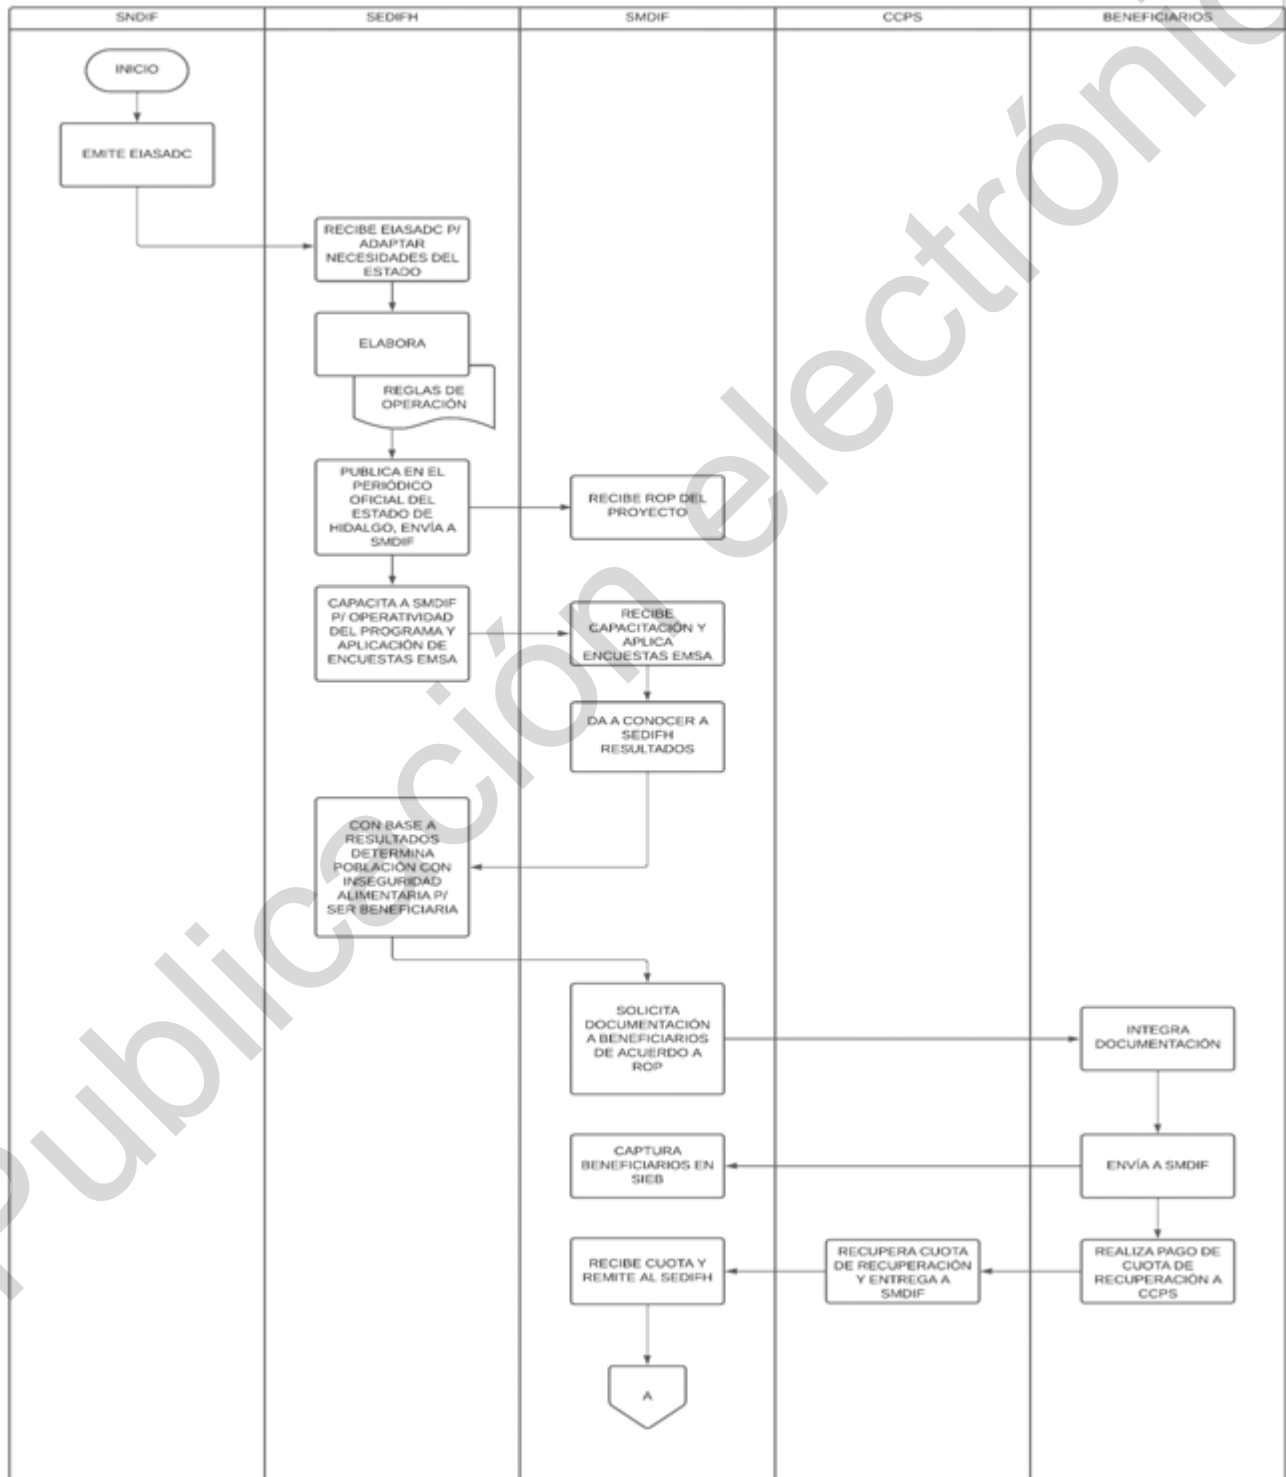 SNDIF
SEDIFH
SMDIF
CCPS
BENEFICIARIOS
INICIO
EMITE EIASADC
RECIBE EIASADC P/
ADAPTAR
NECESIDADES DEL
ESTADO
ELABORA
REGLAS DE
OPERACIÓN
PUBLICA EN EL
PERIÓDICO
OFICIAL DEL
ESTADO DE
HIDALGO, ENVÍA A
SMDIF
RECIBE ROP DEL
PROYECTO
CAPACITA A SMDIF
P/ OPERATIVIDAD
DEL PROGRAMA Y
APLICACIÓN DE
ENCUESTAS EMSA
RECIBE
CAPACITACIÓN Y
APLICA
ENCUESTAS EMSA
DA A CONOCER A
SEDIFH
RESULTADOS
CON BASE A
RESULTADOS
DETERMINA
POBLACIÓN CON
INSEGURIDAD
ALIMENTARIA P/
SER BENEFICIARIA
SOLICITA
DOCUMENTACIÓN
A BENEFICIARIOS
DE ACUERDO A
ROP
INTEGRA
DOCUMENTACIÓN
CAPTURA
BENEFICIARIOS EN
SIEB
ENVÍA A SMDIF
RECIBE CUOTA Y
REMITE AL SEDIFH
RECUPERA CUOTA
DE RECUPERACIÓN
Y ENTREGA A
SMDIF
REALIZA PAGO DE
CUOTA DE
RECUPERACIÓN A
CCPS
A
Publicación electrónic